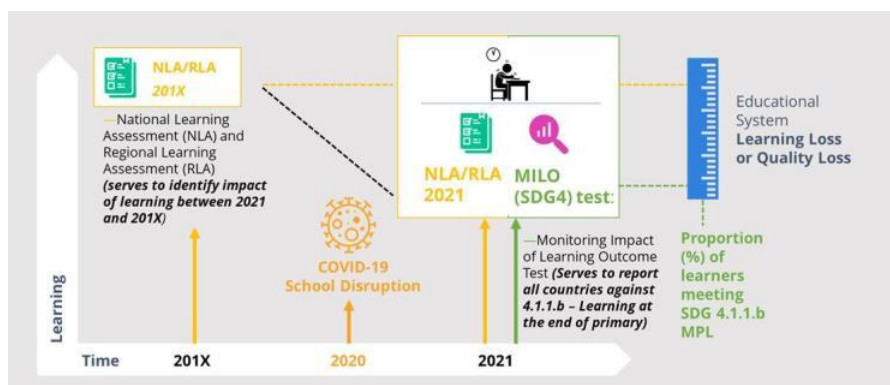 NLA/RLA
201X
—National Learning
Assessment (NLA) and
Regional Learning
Assessment (RLA)
(serves to identify impact
of learning between 2021
and 201X)
COVID-19
School Disruption
NLA/RLA
2021
MILO
(SDG4) test:
—Monitoring Impact
of Learning Outcome
Test (Serves to report
all countries against
4.1.1.b – Learning at
the end of primary)
Educational
System
Learning Loss
or Quality Loss
Proportion
(%) of
learners
meeting
SDG 4.1.1.b
MPL
Learning
Time
201X
2020
2021